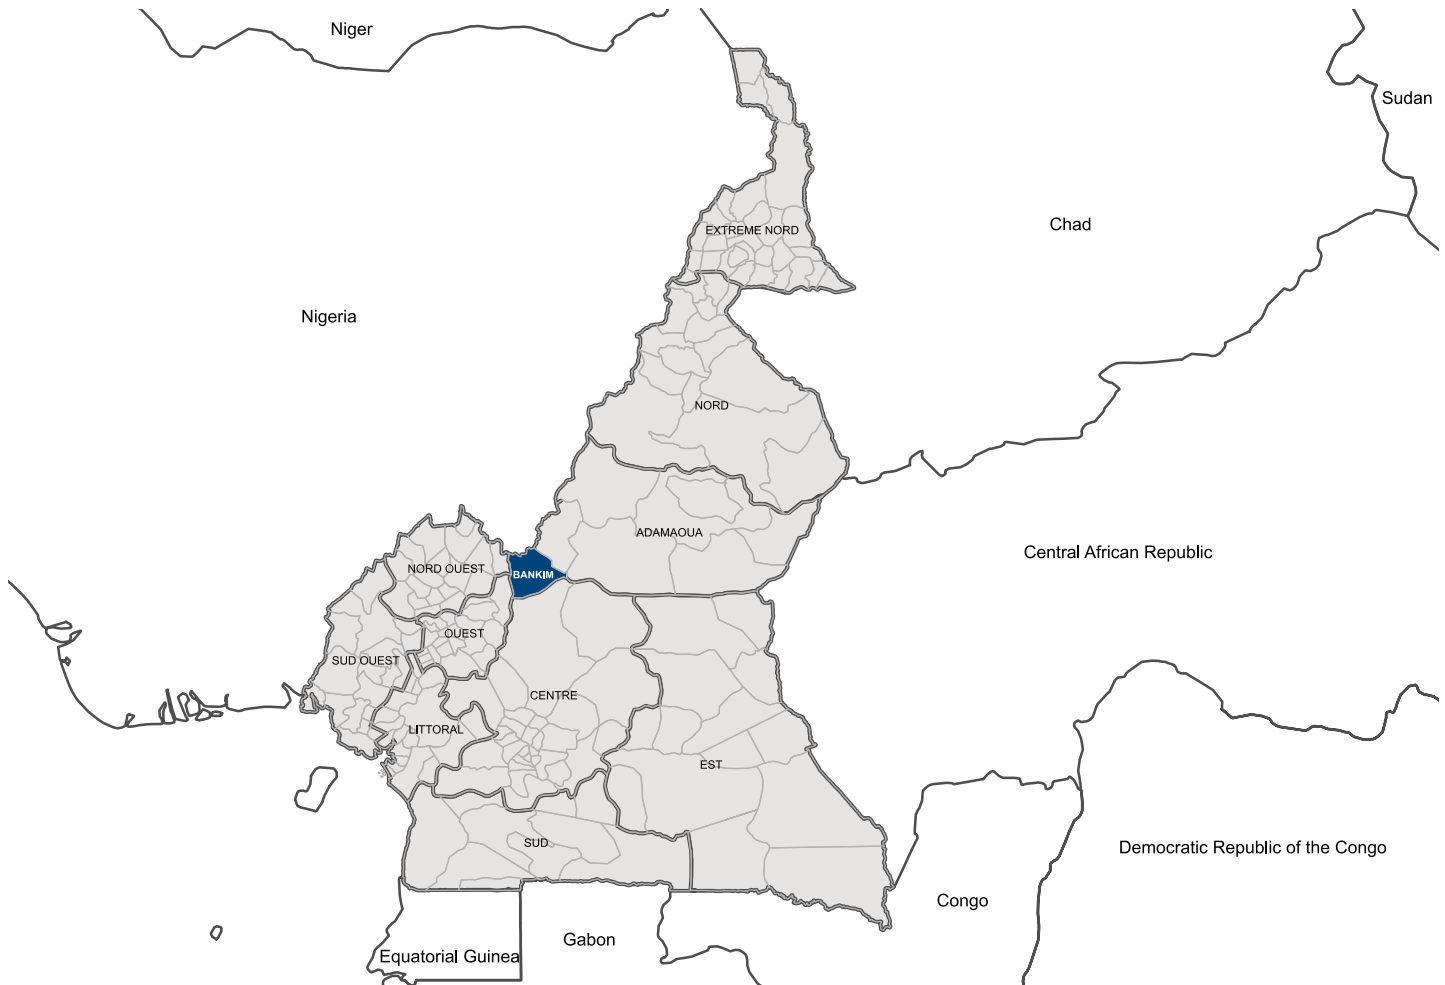 Niger
Sudan
Chad
EXTREME NORD
Nigeria
NORD
ADAMAOUA
Central African Republic
NORD OUEST
BANKIM
OUEST
SUD OUEST
CENTRE
LITTORAL
EST
SUD
Democratic Republic of the Congo
Congo
Gabon
Equatorial Guinea